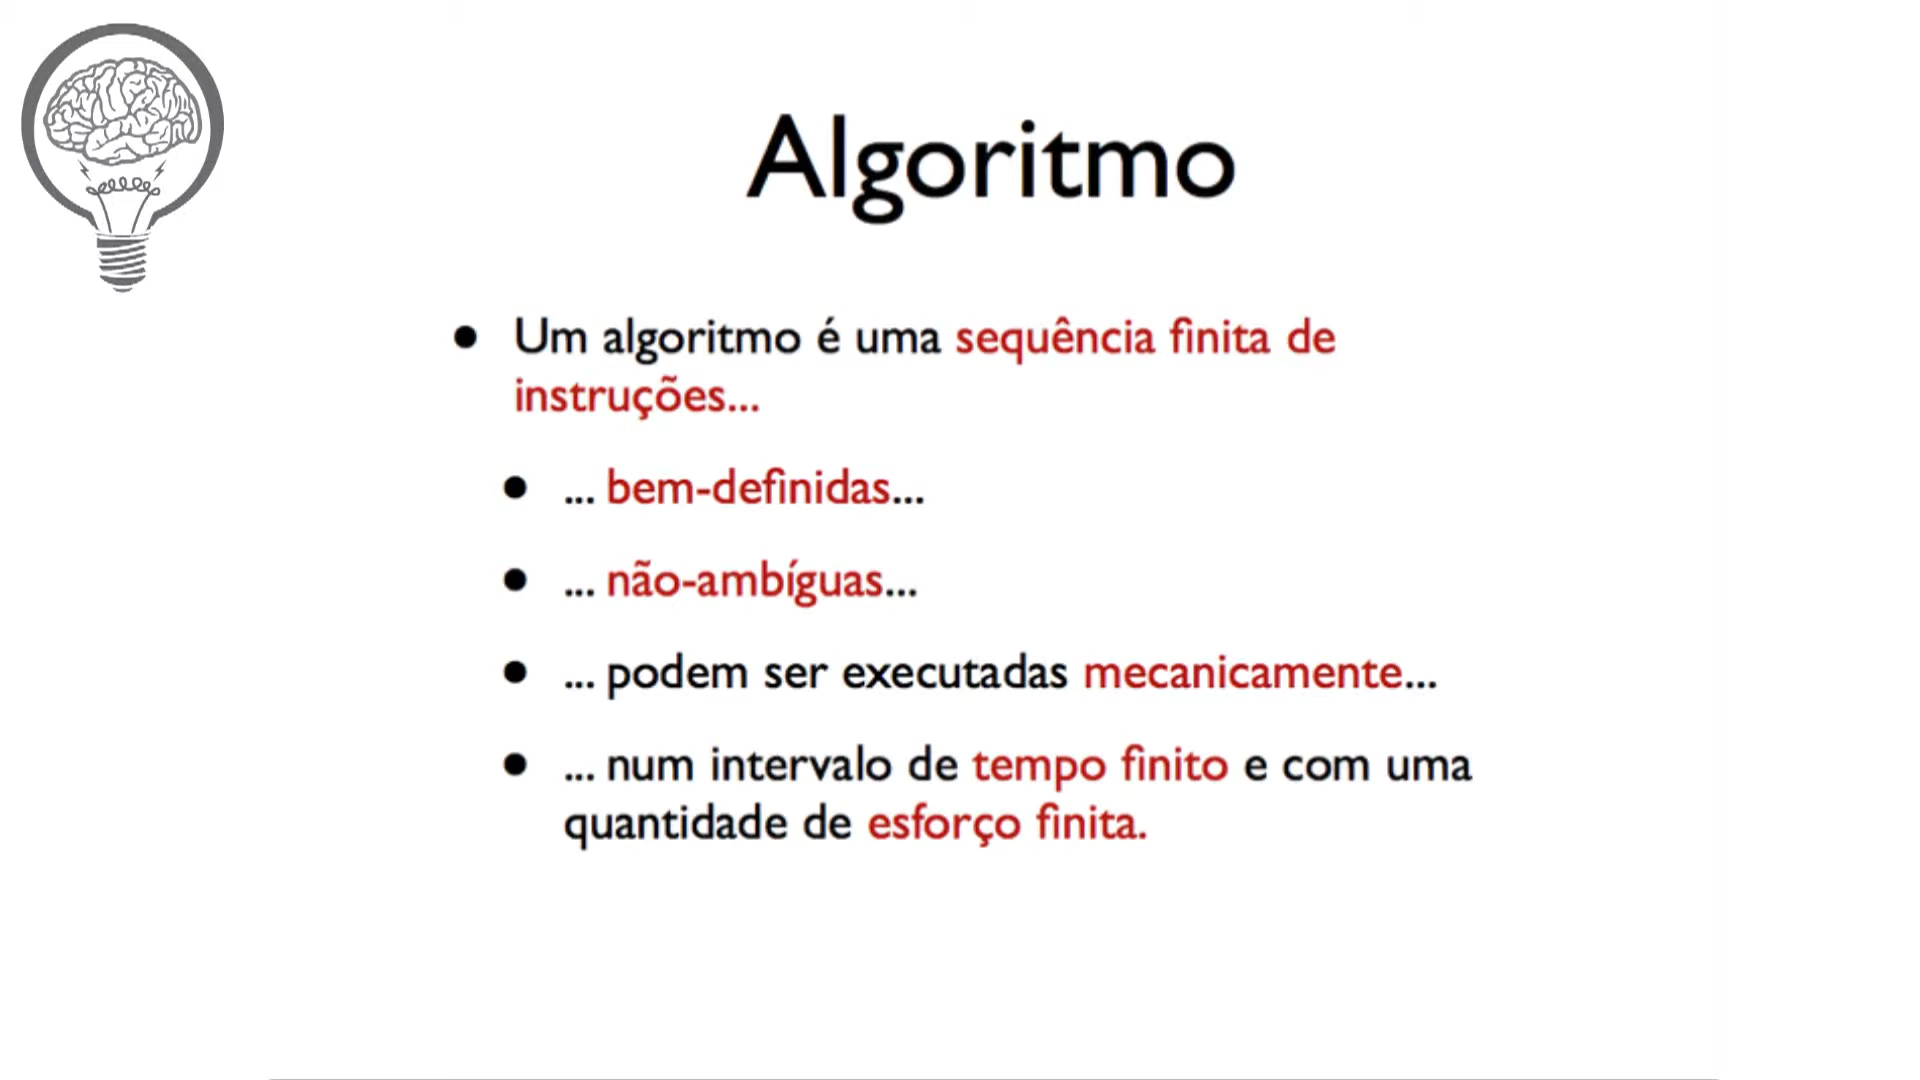 Algoritmo
• Um algoritmo é uma sequência finita de
instruções...
• ... bem-definidas...
• ... não-ambíguas...
• ... podem ser executadas mecanicamente...
• ... num intervalo de tempo finito e com uma
quantidade de esforço finita.